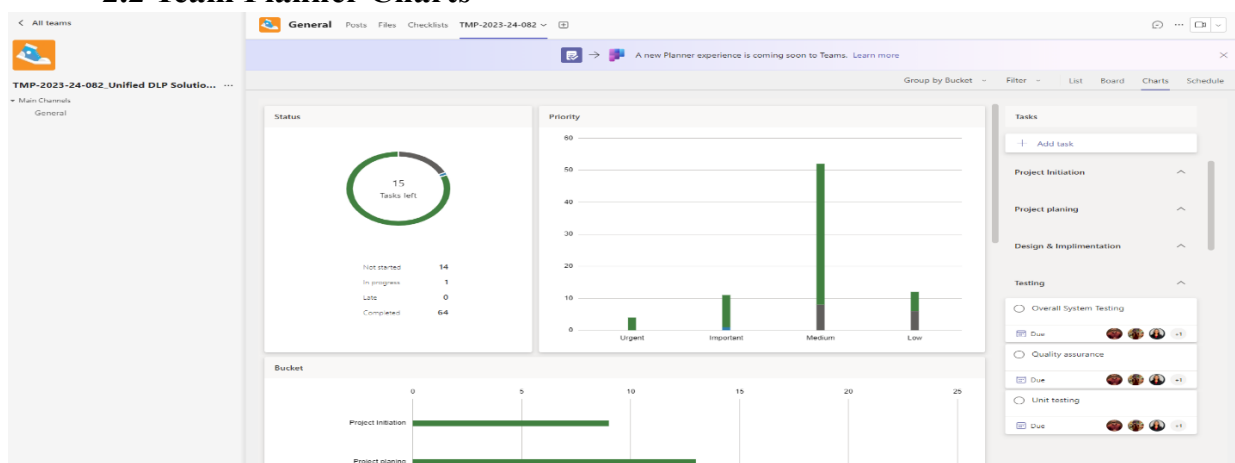 2.2 Team Planner Charts
All teams
General Posts Files Checklists TMP-2023-24-082
A new Planner experience is coming soon to Teams. Learn more
TMP-2023-24-082_Unified DLP Solutio... ...
Main Channels
General
Group by Bucket Filter List Board Charts Schedule
Status
15
Tasks left
Not started 14
In progress 1
Late 0
Completed 64
Priority
60
50
40
30
20
10
0
Urgent Important Medium Low
Bucket
0 5 10 15 20 25
Project Initiation
Project planing
Tasks
+ Add task
Project Initiation
Project planing
Design & Implimentation
Testing
Overall System Testing
Due +1
Quality assurance
Due +1
Unit testing
Due +1